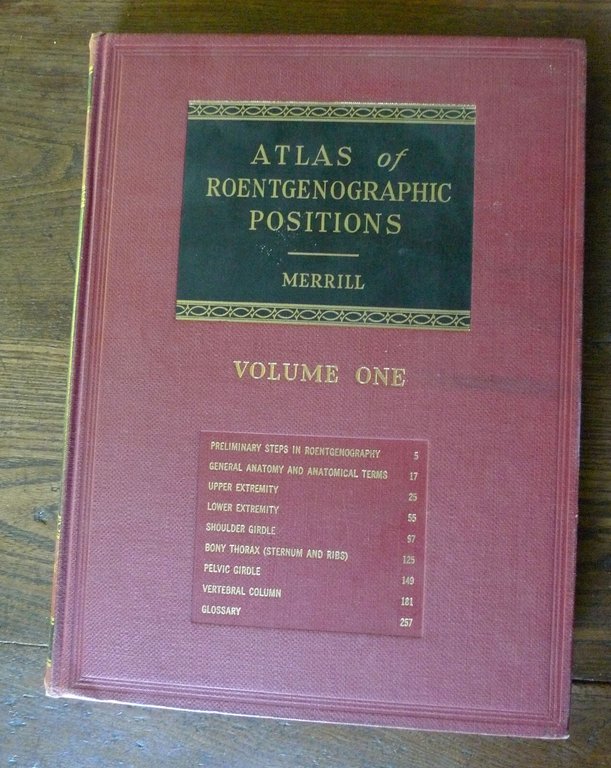 ATLAS of
ROENTGENOGRAPHIC
POSITIONS
MERRILL
VOLUME ONE
PRELIMINARY STEPS IN ROENTGENOGRAPHY 5
GENERAL ANATOMY AND ANATOMICAL TERMS 17
UPPER EXTREMITY 25
LOWER EXTREMITY 55
SHOULDER GIRDLE 97
BONY THORAX (STERNUM AND RIBS) 125
PELVIC GIRDLE 149
VERTEBRAL COLUMN 181
GLOSSARY 257